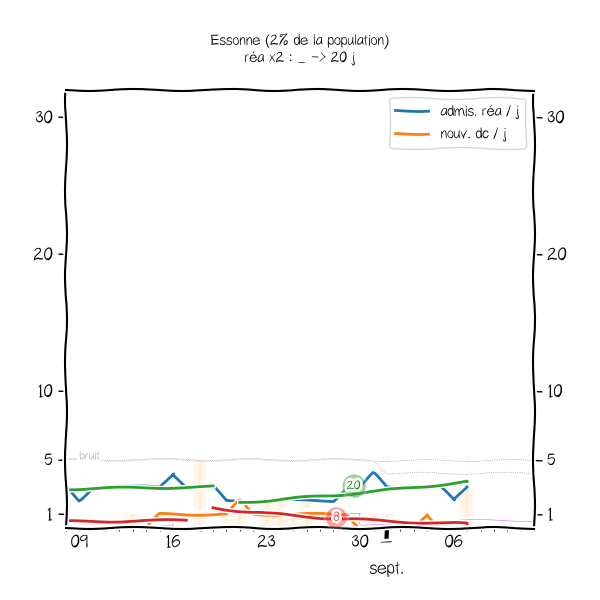 Essonne (2% de la population)
réa x2 : _ -> 20 j
admis. réa / j
nouv. dc / j
30 30
20 20
10 10
5 bruit 5
20
1 8 1
09 16 23 30 06
sept.